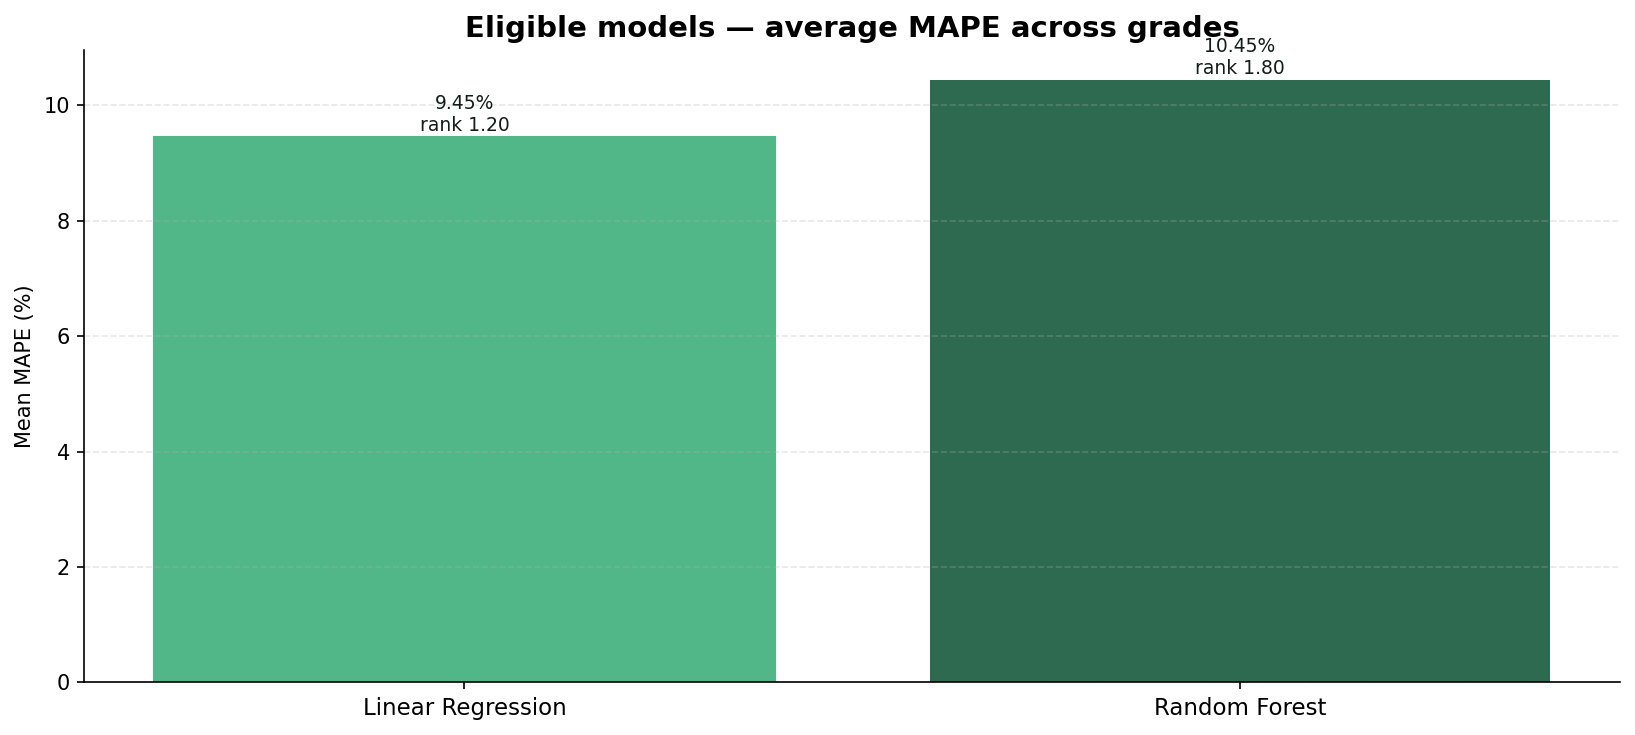 Eligible models — average MAPE across grades
10.45%
rank 1.80
9.45%
rank 1.20
Mean MAPE (%)
10
8
6
4
2
0
Linear Regression
Random Forest